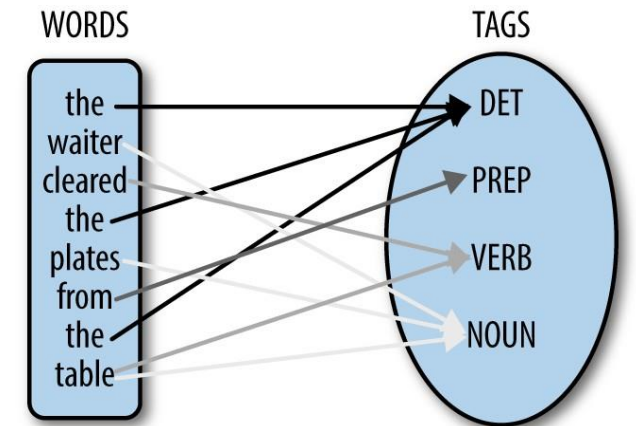 WORDS
the
waiter
cleared
the
plates
from
the
table
TAGS
DET
PREP
VERB
NOUN